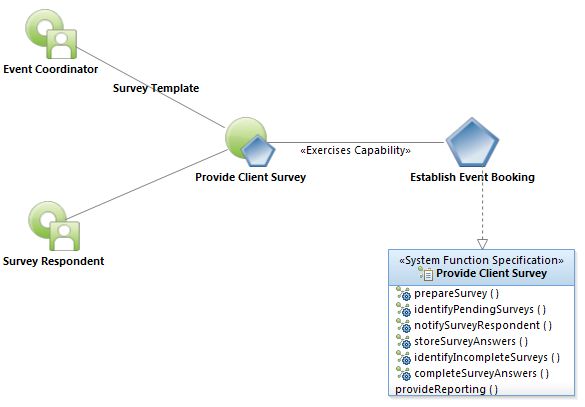 Event Coordinator
Survey Template
Provide Client Survey
«Exercises Capability»
Establish Event Booking
Survey Respondent
«System Function Specification»
Provide Client Survey
prepareSurvey ( )
identifyPendingSurveys ( )
notifySurveyRespondent ( )
storeSurveyAnswers ( )
identifyIncompleteSurveys ( )
completeSurveyAnswers ( )
provideReporting ( )